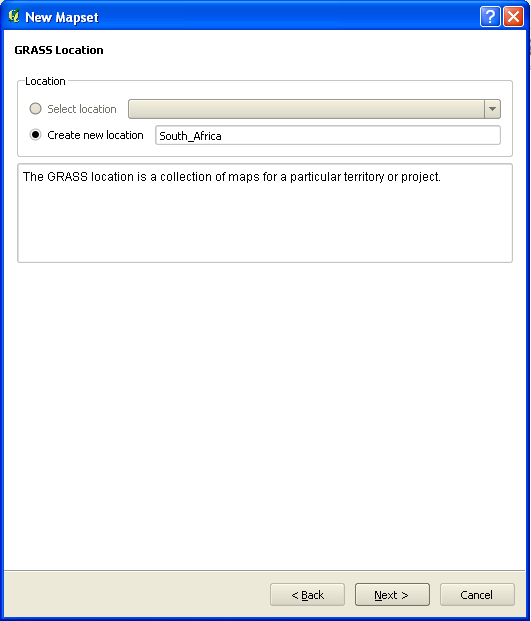 New Mapset
GRASS Location
Location
Select location
Create new location South_Africa
The GRASS location is a collection of maps for a particular territory or project.
< Back Next > Cancel